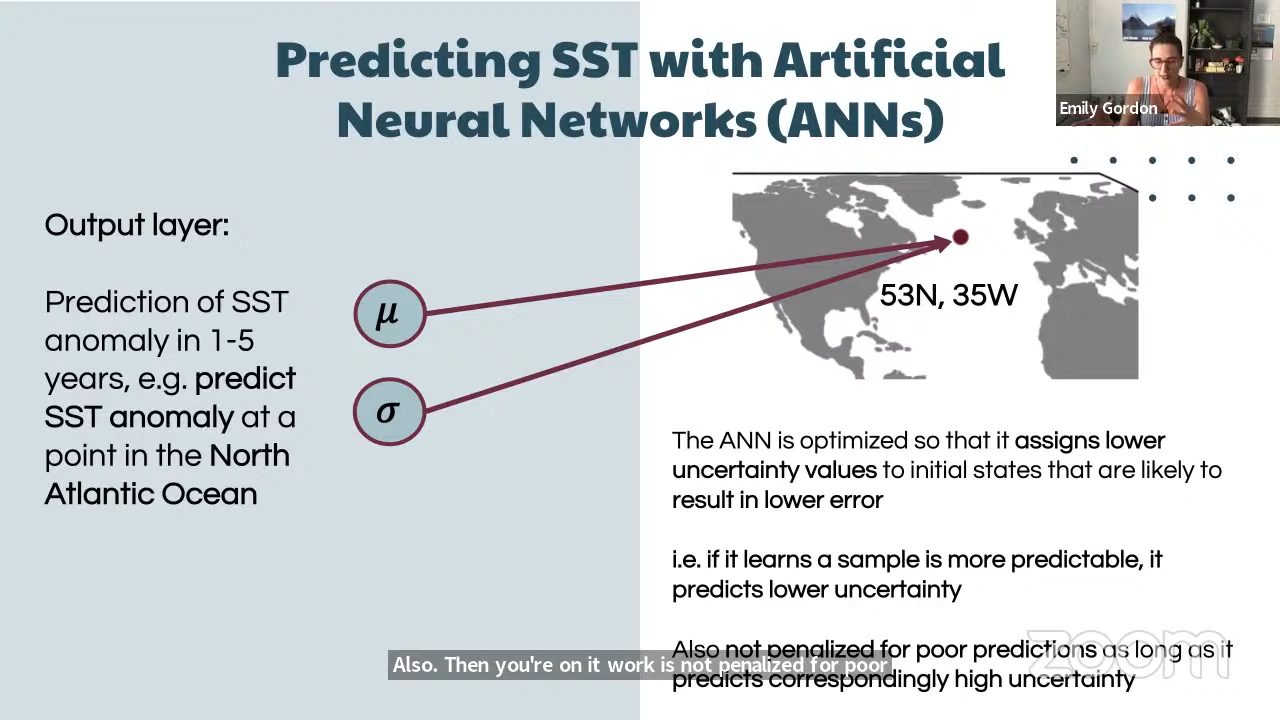 Predicting SST with Artificial
Neural Networks (ANNs)
Emily Gordon
Output layer:
Prediction of SST
anomaly in 1-5
years, e.g. predict
SST anomaly at a
point in the North
Atlantic Ocean
μ
σ
53N, 35W
The ANN is optimized so that it assigns lower
uncertainty values to initial states that are likely to
result in lower error
i.e. if it learns a sample is more predictable, it
predicts lower uncertainty
Also not penalized for poor predictions as long as it
predicts correspondingly high uncertainty
Also. Then you're on it work is not penalized for poor
zoom